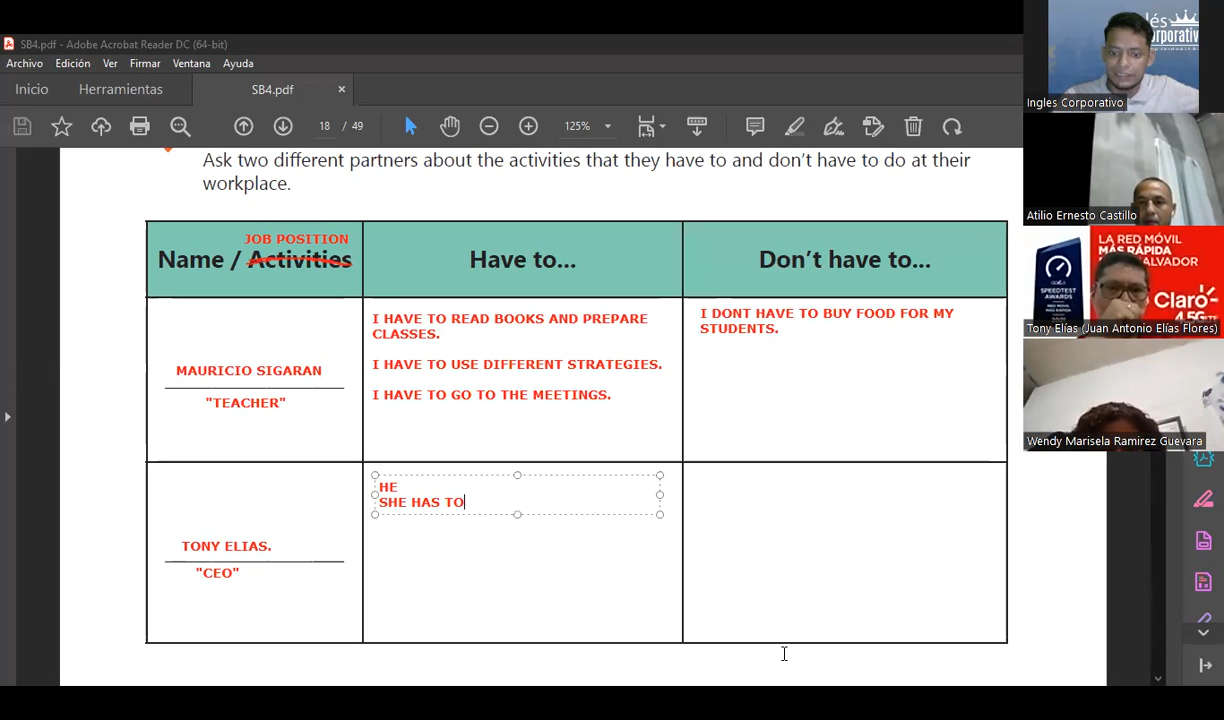 SB4.pdf - Adobe Acrobat Reader DC (64-bit)
Archivo Edición Ver Firmar Ventana Ayuda
Inicio Herramientas SB4.pdf ×
18 / 49 125%
Ask two different partners about the activities that they have to and don't have to do at their
workplace.
JOB POSITION
Name / Activities Have to... Don't have to...
I HAVE TO READ BOOKS AND PREPARE
CLASSES.
I HAVE TO USE DIFFERENT STRATEGIES.
I HAVE TO GO TO THE MEETINGS.
I DONT HAVE TO BUY FOOD FOR MY
STUDENTS.
MAURICIO SIGARAN
"TEACHER"
HE
SHE HAS TO
TONY ELIAS.
"CEO"
Ingles Corporativo
Atilio Ernesto Castillo
LA RED MÓVIL
MÁS RÁPIDA
SPEEDTEST
AWARDS
Claro
4.5G
Tony Elías (Juan Antonio Elías Flores)
Wendy Marisela Ramirez Guevara